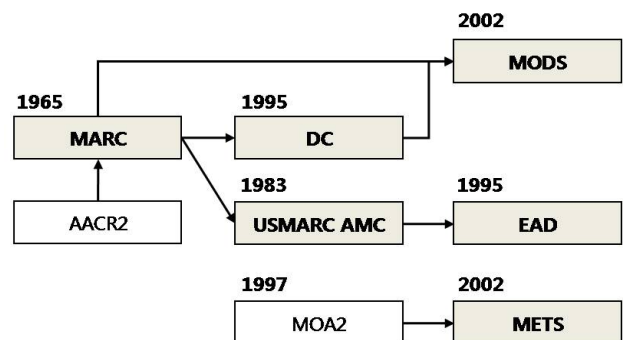 2002
MODS
1965
1995
MARC
DC
1983
1995
AACR2
USMARC AMC
EAD
1997
2002
MOA2
METS